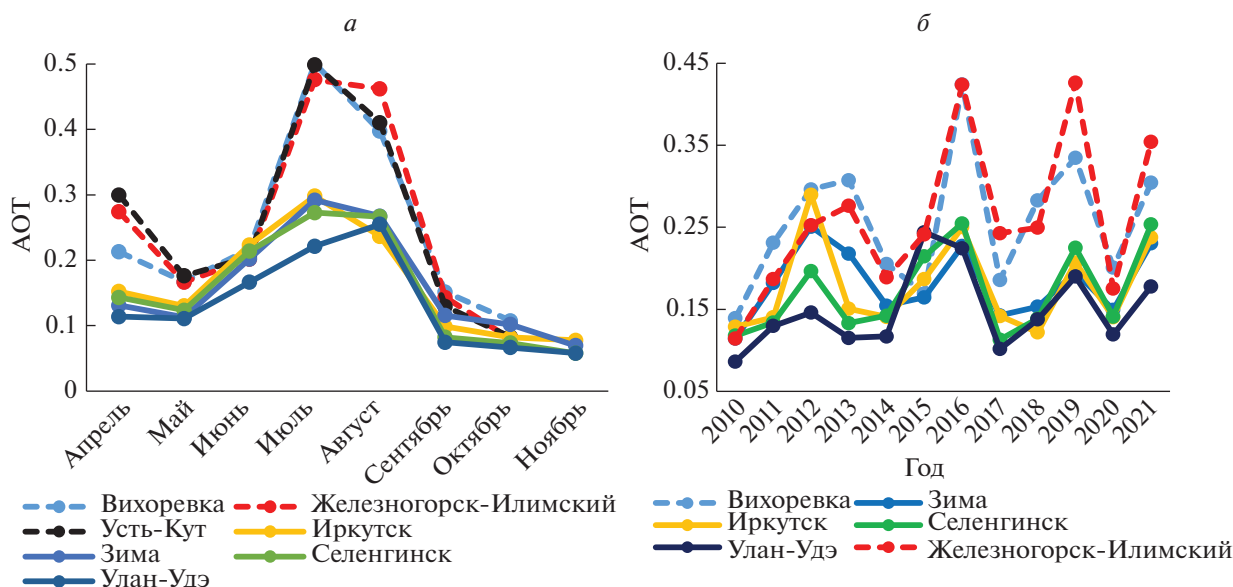 а
АОТ
0.5
0.4
0.3
0.2
0.1
0
Апрель
Май
Июнь
Июль
Август
Сентябрь
Октябрь
Ноябрь
Вихоревка
Железногорск-Илимский
Усть-Кут
Иркутск
Зима
Селенгинск
Улан-Удэ
б
АОТ
0.45
0.35
0.25
0.15
0.05
2010
2011
2012
2013
2014
2015
2016
2017
2018
2019
2020
2021
Год
Вихоревка
Зима
Иркутск
Селенгинск
Улан-Удэ
Железногорск-Илимский